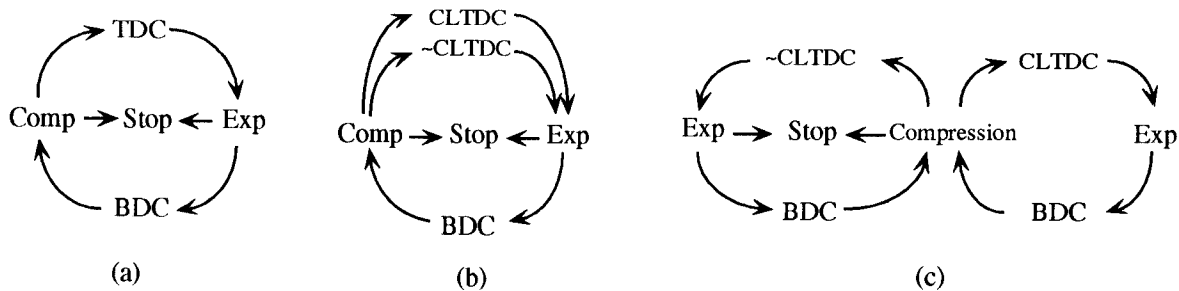 TDC
Comp Stop Exp
BDC
(a)
CLTDC
~CLTDC
Comp Stop Exp
BDC
(b)
~CLTDC CLTDC
Exp Stop Compression Exp
BDC BDC
(c)